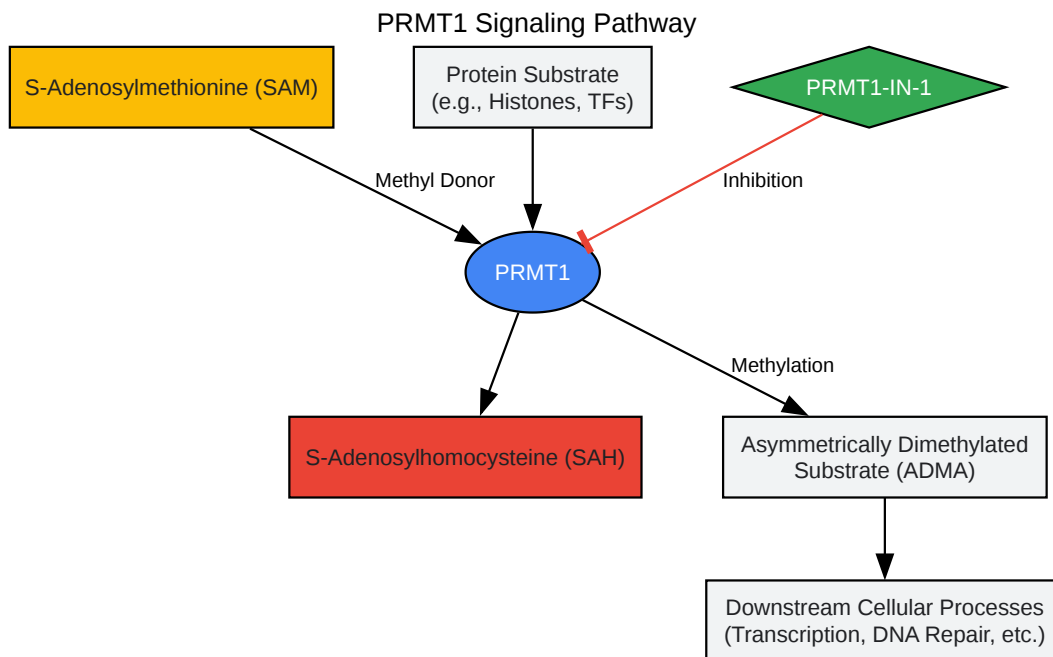 PRMT1 Signaling Pathway
S-Adenosylmethionine (SAM)
Protein Substrate
(e.g., Histones, TFs)
PRMT1-IN-1
Methyl Donor
Inhibition
PRMT1
Methylation
S-Adenosylhomocysteine (SAH)
Asymmetrically Dimethylated
Substrate (ADMA)
Downstream Cellular Processes
(Transcription, DNA Repair, etc.)